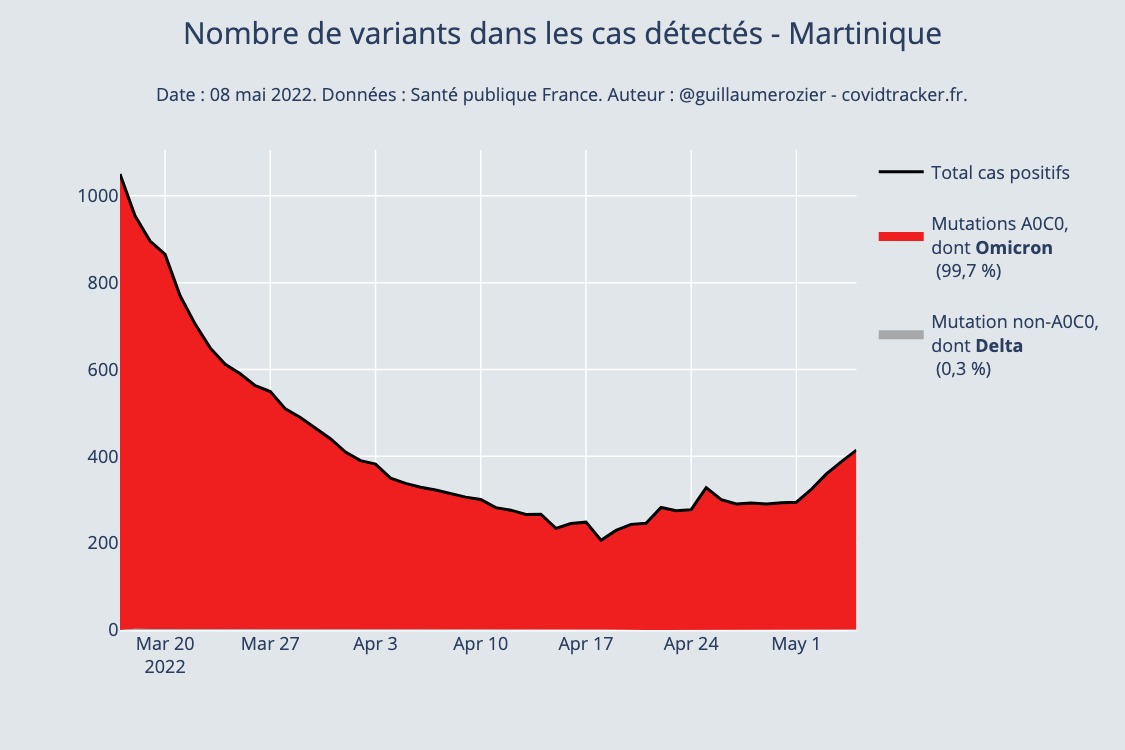 Nombre de variants dans les cas détectés - Martinique
Date : 08 mai 2022. Données : Santé publique France. Auteur : @guillaumerozier - covidtracker.fr.
Total cas positifs
Mutations A0C0,
dont Omicron
(99,7 %)
Mutation non-A0C0,
dont Delta
(0,3 %)
1000
800
600
400
200
0
Mar 20 Mar 27 Apr 3 Apr 10 Apr 17 Apr 24 May 1
2022